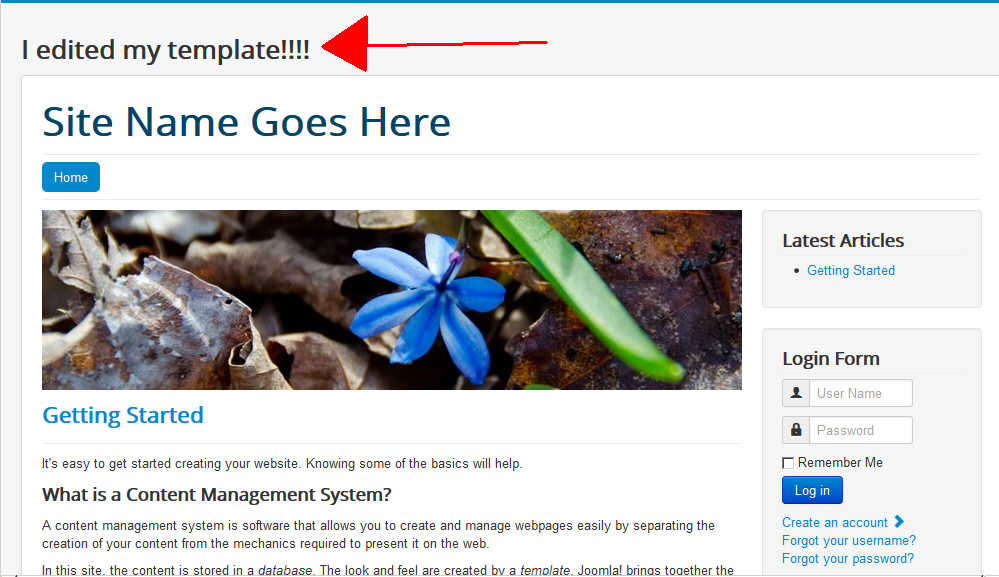 I edited my template!!!!
Site Name Goes Here
Home
Getting Started
It's easy to get started creating your website. Knowing some of the basics will help.
What is a Content Management System?
A content management system is software that allows you to create and manage webpages easily by separating the
creation of your content from the mechanics required to present it on the web.
In this site, the content is stored in a database. The look and feel are created by a template. Joomla! brings together the
Latest Articles
Getting Started
Login Form
User Name
Password
Remember Me
Log in
Create an account
Forgot your username?
Forgot your password?